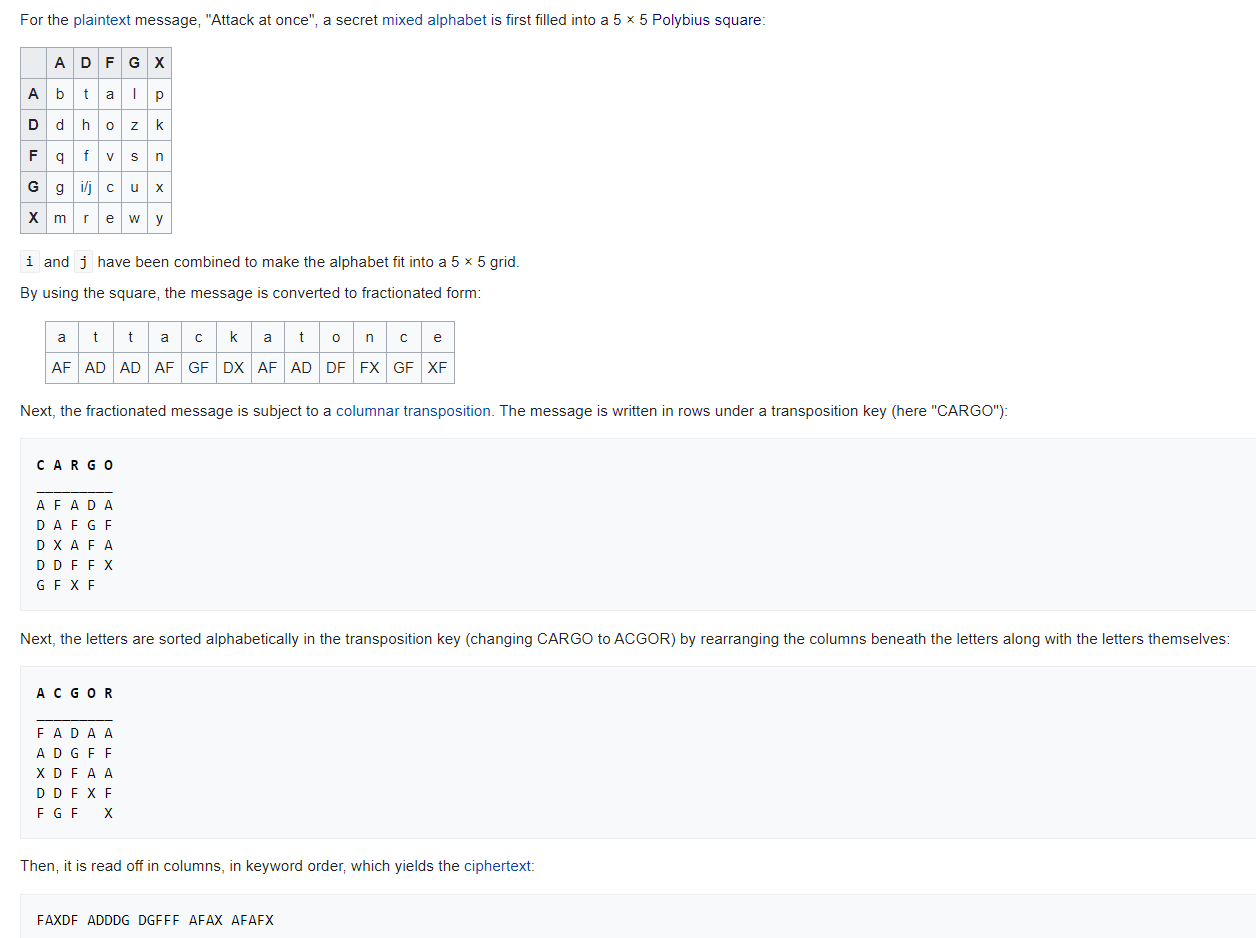 For the plaintext message, "Attack at once", a secret mixed alphabet is first filled into a 5 × 5 Polybius square:
A D F G X
A b t a l p
D d h o z k
F q f v s n
G g i/j c u x
X m r e w y
i and j have been combined to make the alphabet fit into a 5 × 5 grid.
By using the square, the message is converted to fractionated form:
a t t a c k a t o n c e
AF AD AD AF GF DX AF AD DF FX GF XF
Next, the fractionated message is subject to a columnar transposition. The message is written in rows under a transposition key (here "CARGO"):
C A R G O
_________
A F A D A
D A F G F
D X A F A
D D F F X
G F X F
Next, the letters are sorted alphabetically in the transposition key (changing CARGO to ACGOR) by rearranging the columns beneath the letters along with the letters themselves:
A C G O R
_________
F A D A A
A D G F F
X D F A A
D D F X F
F G F   X
Then, it is read off in columns, in keyword order, which yields the ciphertext:
FAXDF ADDDG DGFFF AFAX AFAFX